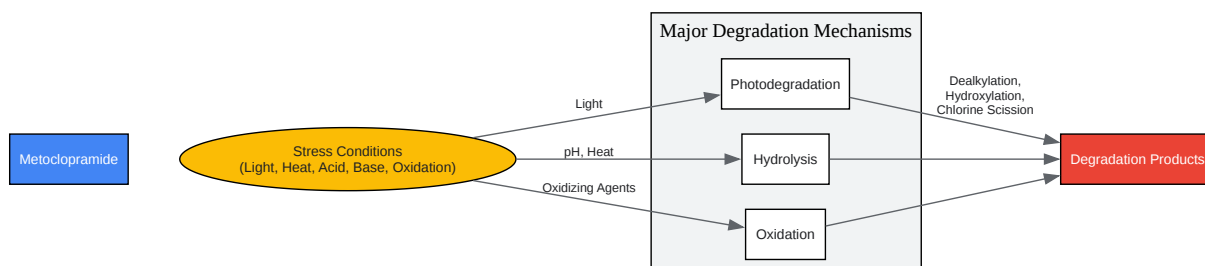 Major Degradation Mechanisms
Metoclopramide
Stress Conditions
(Light, Heat, Acid, Base, Oxidation)
Light
pH, Heat
Oxidizing Agents
Photodegradation
Hydrolysis
Oxidation
Dealkylation,
Hydroxylation,
Chlorine Scission
Degradation Products